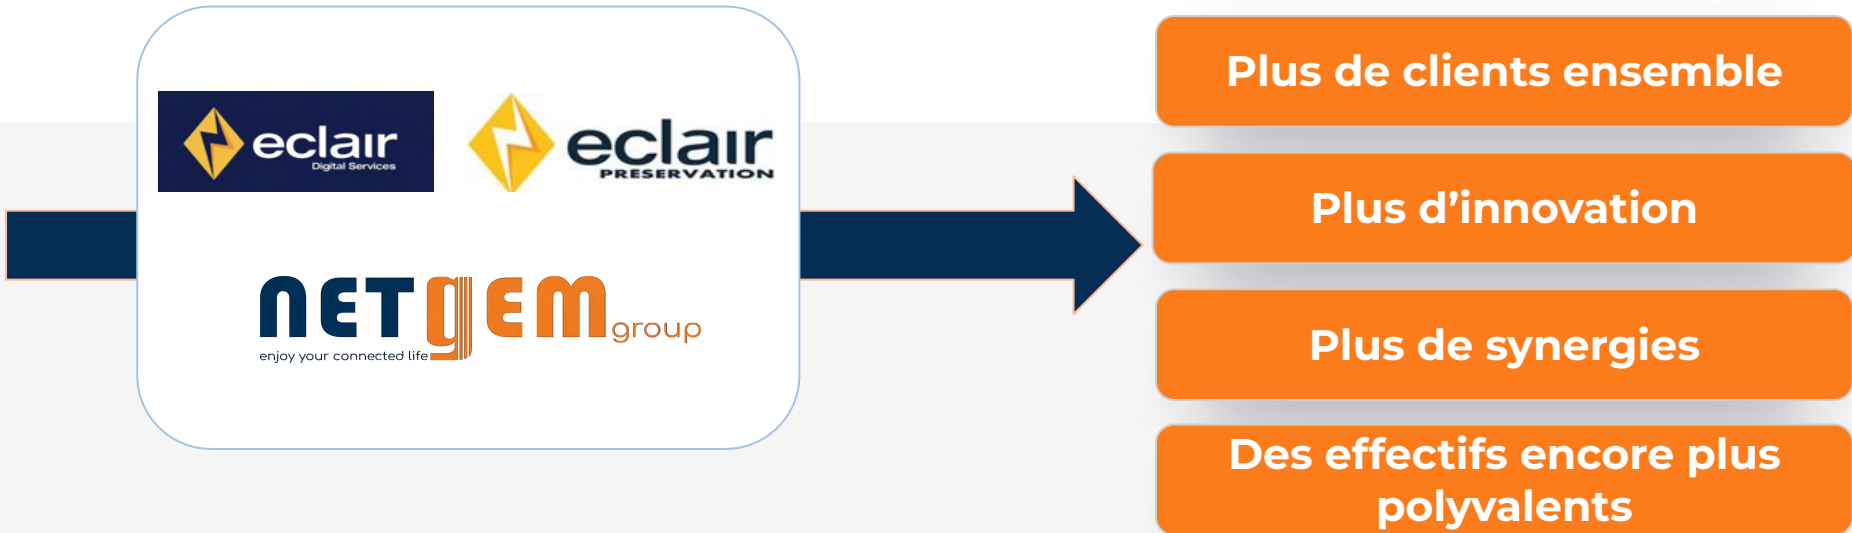 eclair
Digital Services
eclair
PRESERVATION
NETGEM group
enjoy your connected life
Plus de clients ensemble
Plus d’innovation
Plus de synergies
Des effectifs encore plus
polyvalents